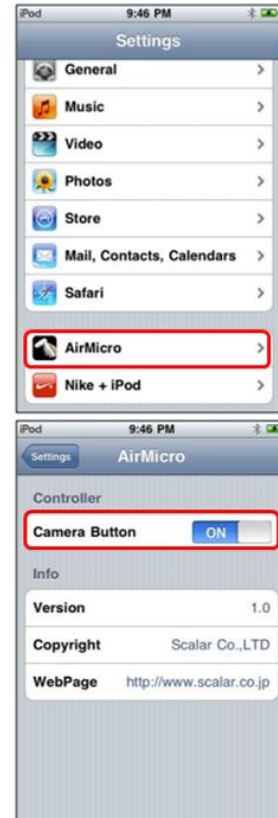 iPod 9:46 PM
Settings
General
Music
Video
Photos
Store
Mail, Contacts, Calendars
Safari
AirMicro
Nike + iPod
iPod 9:46 PM
Settings AirMicro
Controller
Camera Button ON
Info
Version 1.0
Copyright Scalar Co.,LTD
WebPage http://www.scalar.co.jp